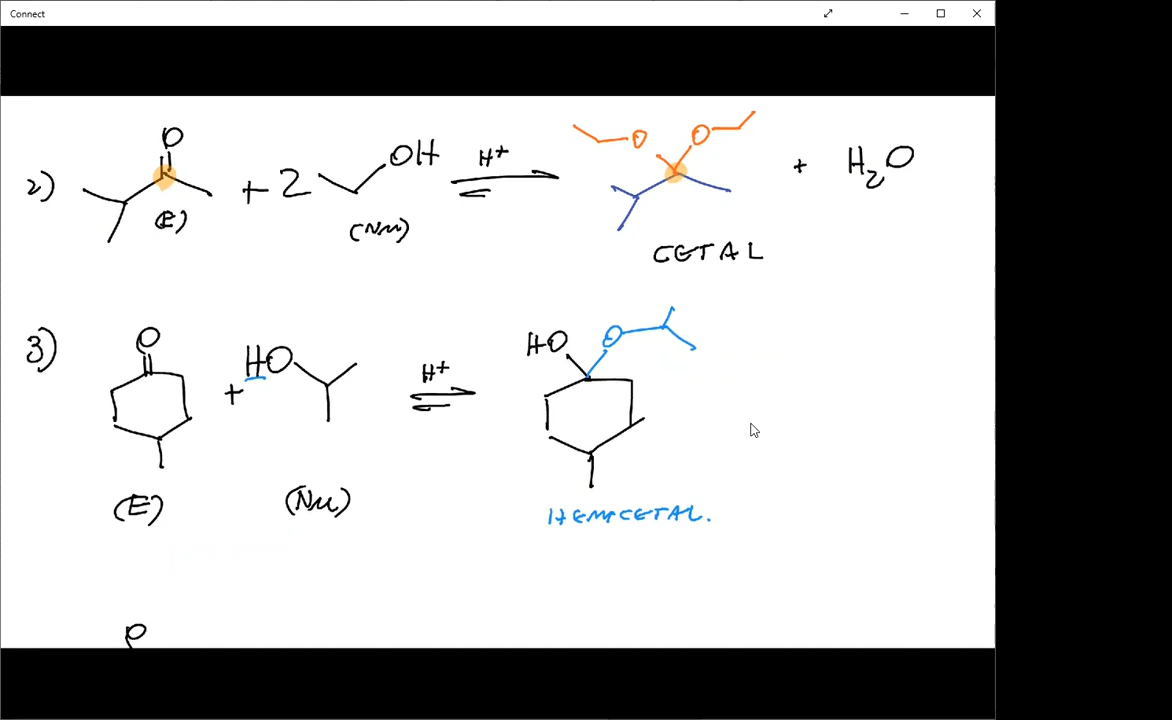 Connect
2)
O
(E)
+ 2
OH
(Nu)
H+
O
O
+ H2O
CETAL
3)
O
(E)
+
HO
(Nu)
H+
HO
O
HEMICETAL.